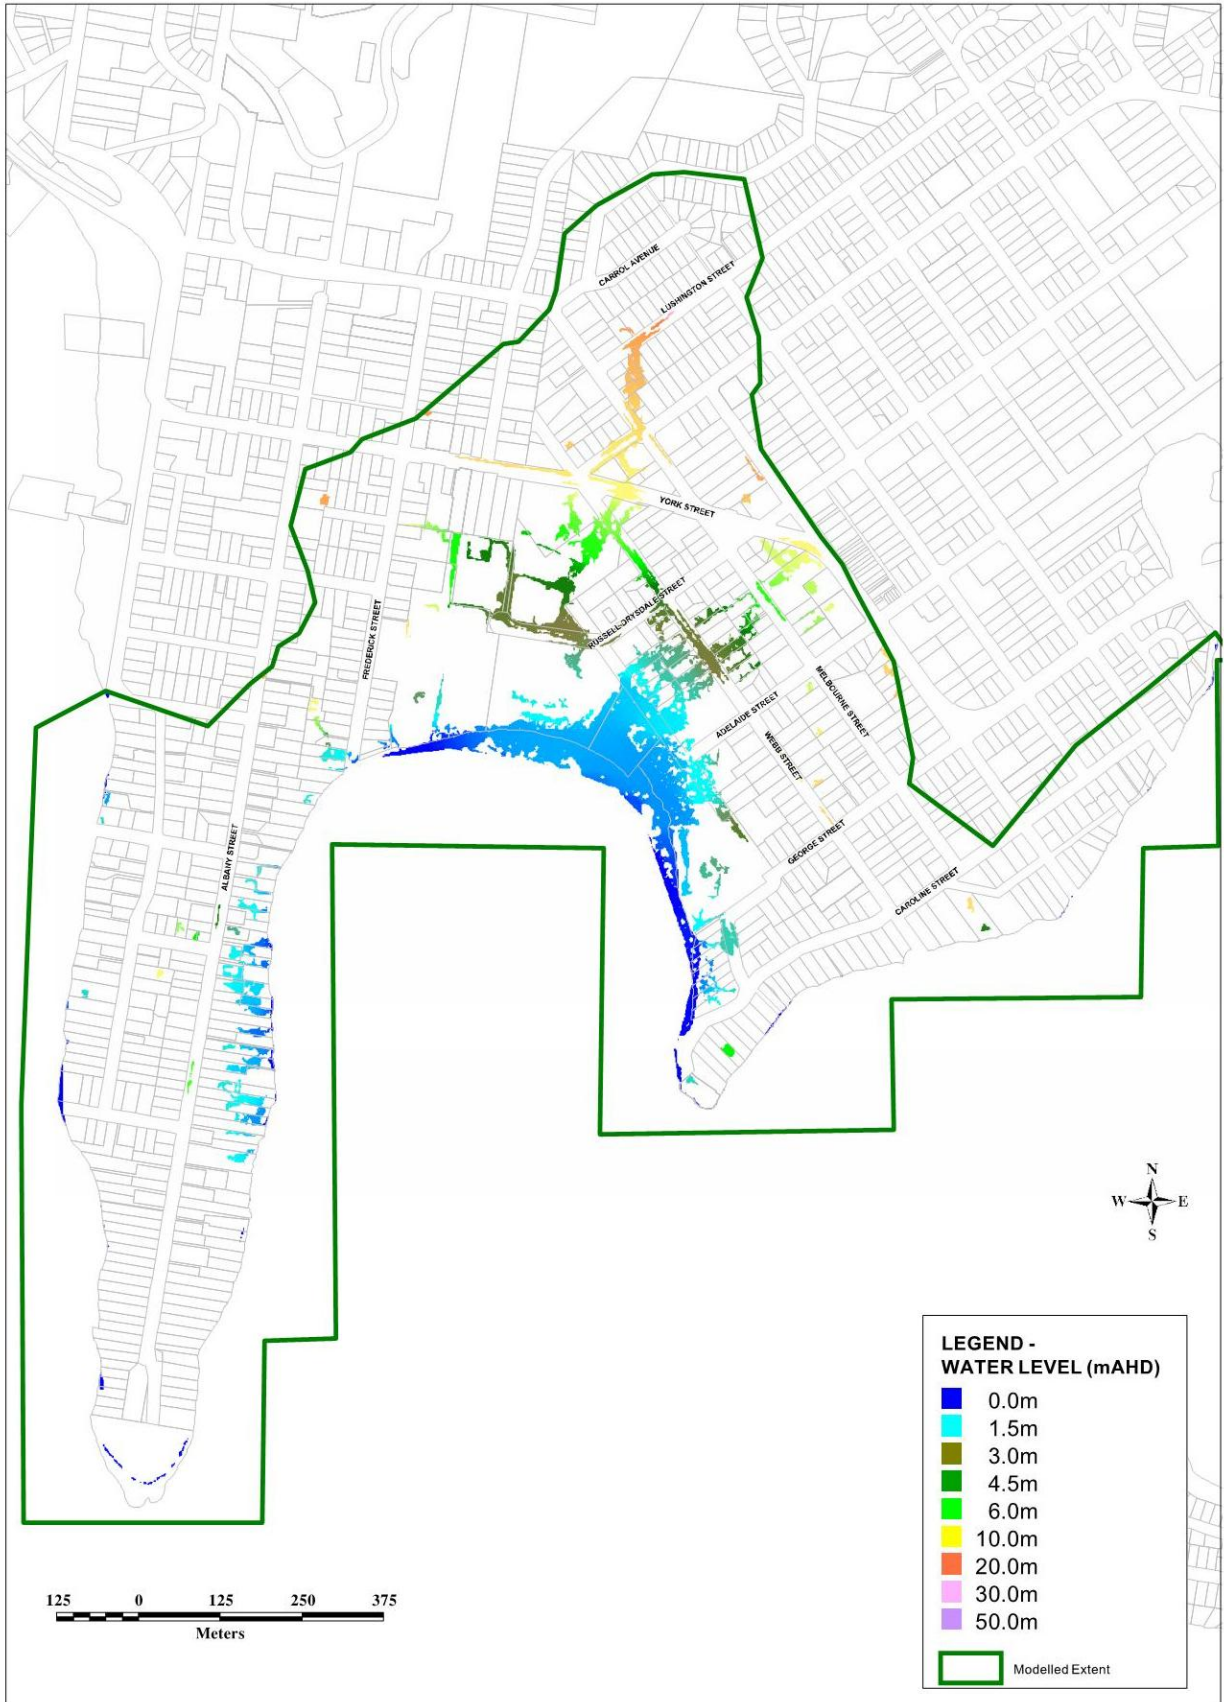 CARROL AVENUE
LUSHINGTON STREET
YORK STREET
RUSSELL DRYSDALE STREET
FREDERICK STREET
MELBOURNE STREET
ADELAIDE STREET
WEBB STREET
GEORGE STREET
ALBANY STREET
CAROLINE STREET
N
W E
S
LEGEND -
WATER LEVEL (mAHD)
0.0m
1.5m
3.0m
4.5m
6.0m
10.0m
20.0m
30.0m
50.0m
Modelled Extent
125 0 125 250 375
Meters